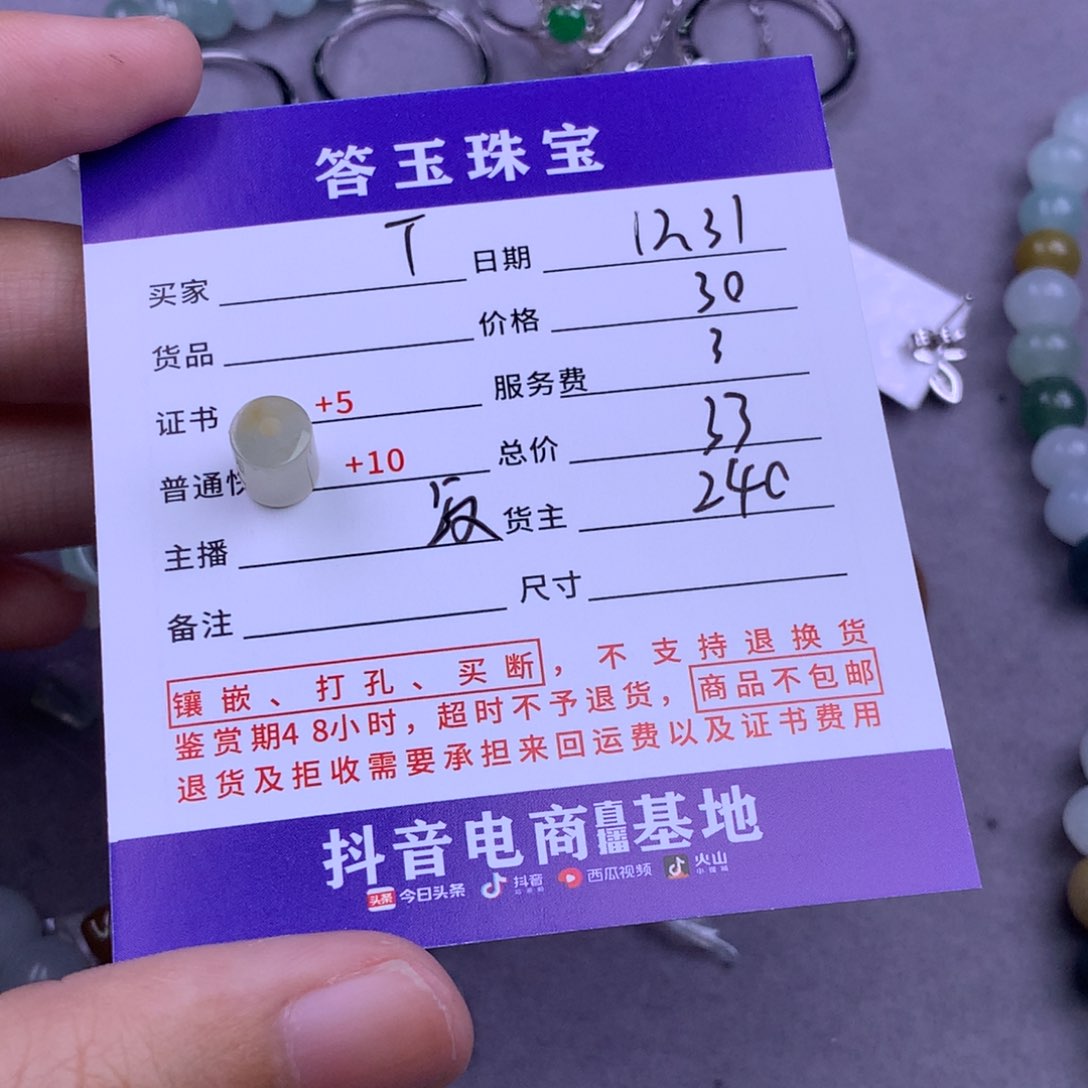 答玉珠宝
买家 T 日期 1231
货品 价格 30
证书 +5 服务费 3
普通 +10 总价 33
主播 货主 240
备注 尺寸
镶嵌、打孔、买断，不支持退换货
鉴赏期48小时，超时不予退货，商品不包邮
退货及拒收需要承担来回运费以及证书费用
抖音电商直播基地
头条 今日头条 抖音 西瓜视频 火山